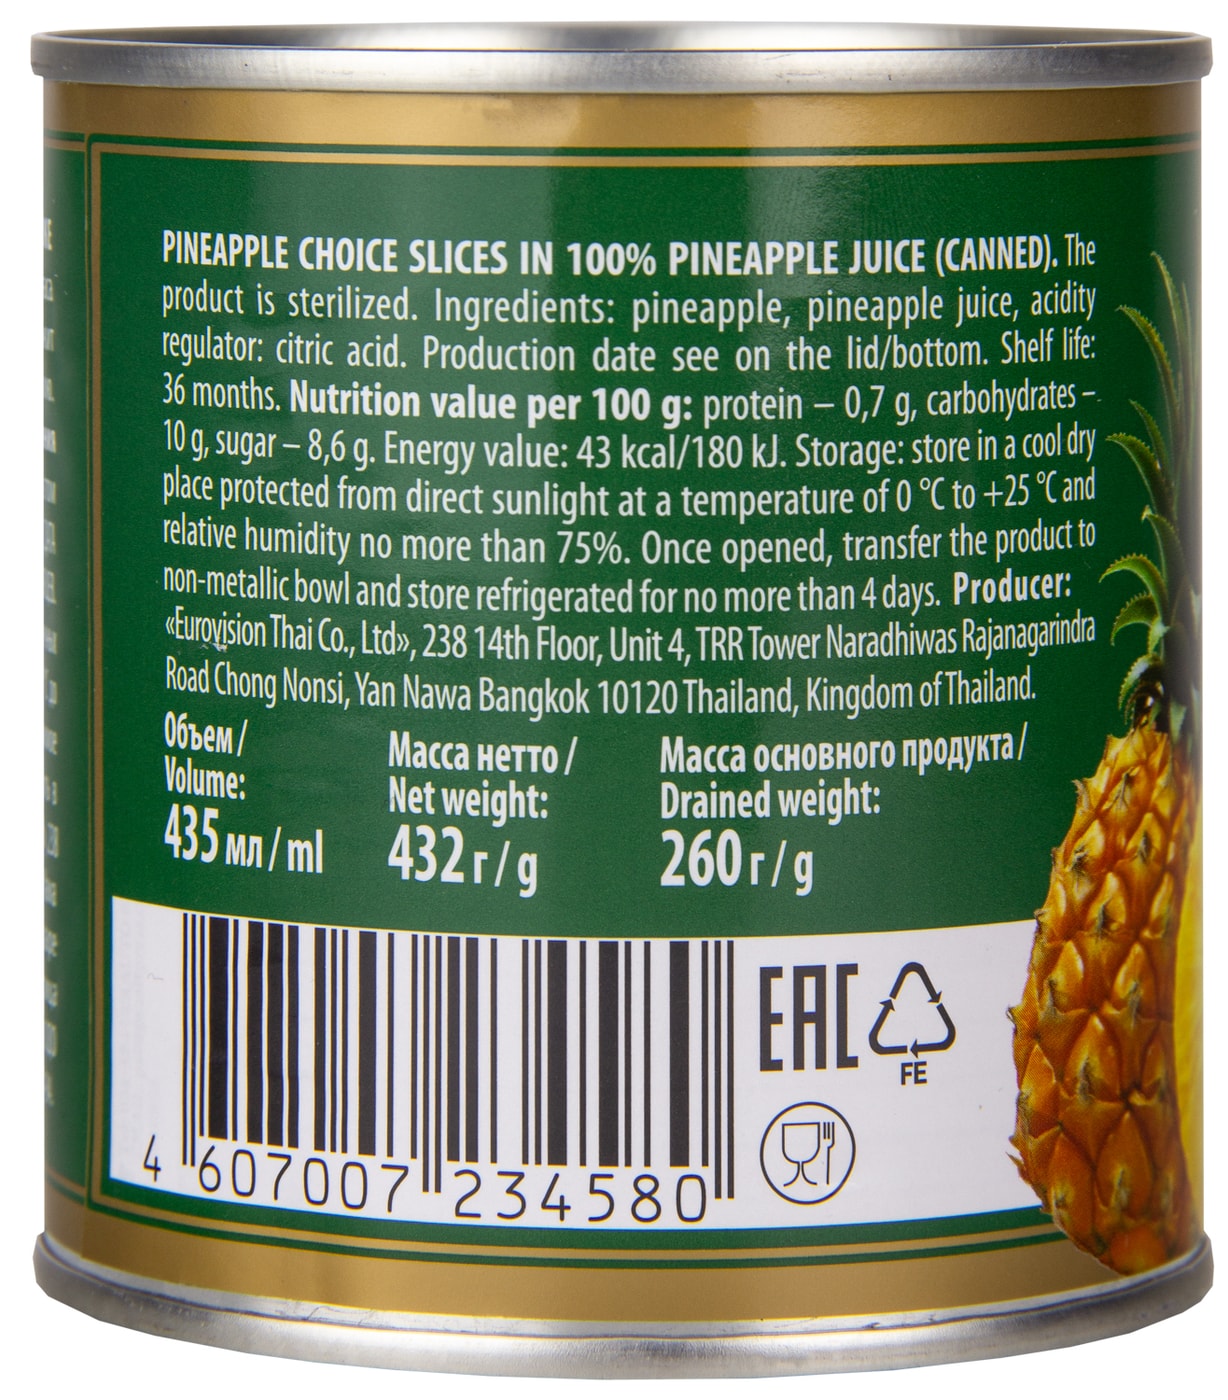 PINEAPPLE CHOICE SLICES IN 100% PINEAPPLE JUICE (CANNED). The
product is sterilized. Ingredients: pineapple, pineapple juice, acidity
regulator: citric acid. Production date see on the lid/bottom. Shelf life:
36 months. Nutrition value per 100 g: protein – 0,7 g, carbohydrates –
10 g, sugar – 8,6 g. Energy value: 43 kcal/180 kJ. Storage: store in a cool dry
place protected from direct sunlight at a temperature of 0 °C to +25 °C and
relative humidity no more than 75%. Once opened, transfer the product to
non-metallic bowl and store refrigerated for no more than 4 days. Producer:
«Eurovision Thai Co., Ltd», 238 14th Floor, Unit 4, TRR Tower Naradhiwas Rajanagarindra
Road Chong Nonsi, Yan Nawa Bangkok 10120 Thailand, Kingdom of Thailand.
Объем /
Volume:
435 мл / ml
Масса нетто /
Net weight:
432 г / g
Масса основного продукта /
Drained weight:
260 г / g
4 607007 234580
EAC
FE